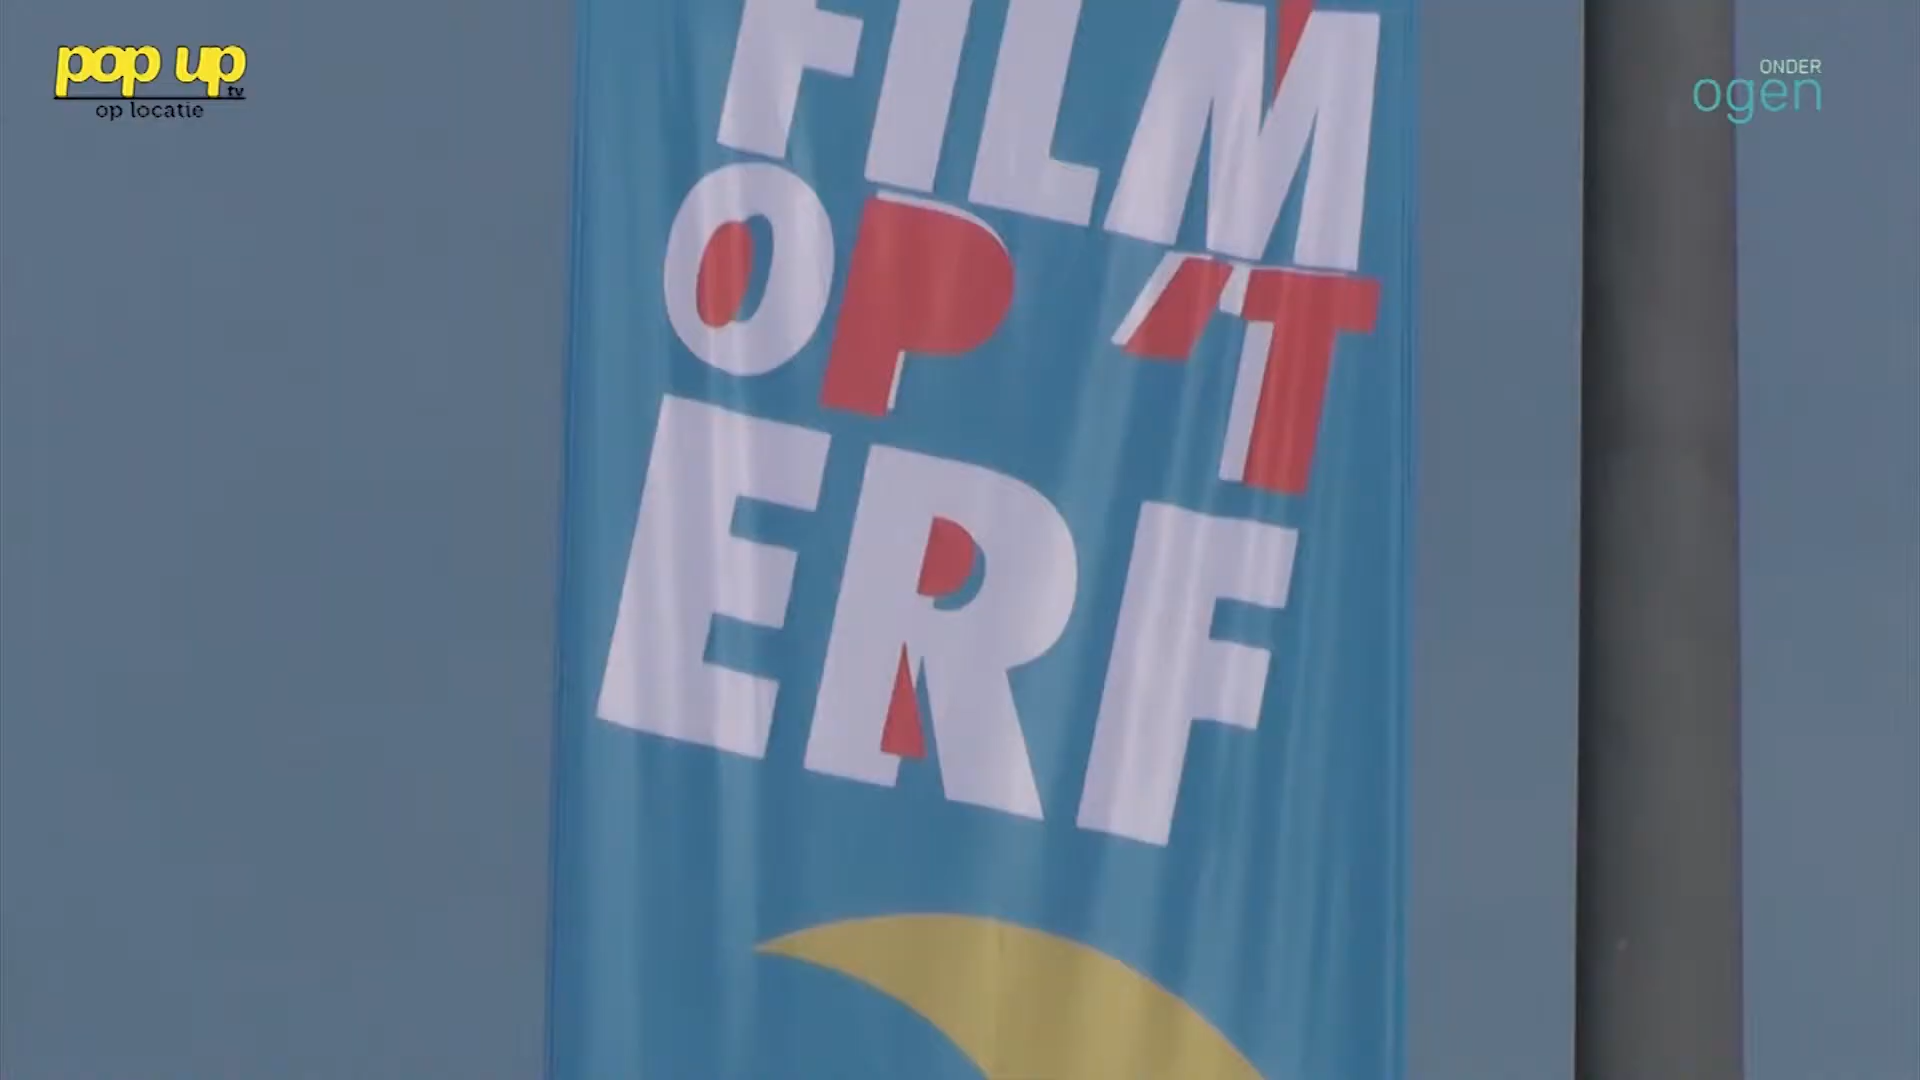 pop up
tv
op locatie
ONDER
ogen
FILM
OP 'T
ERF